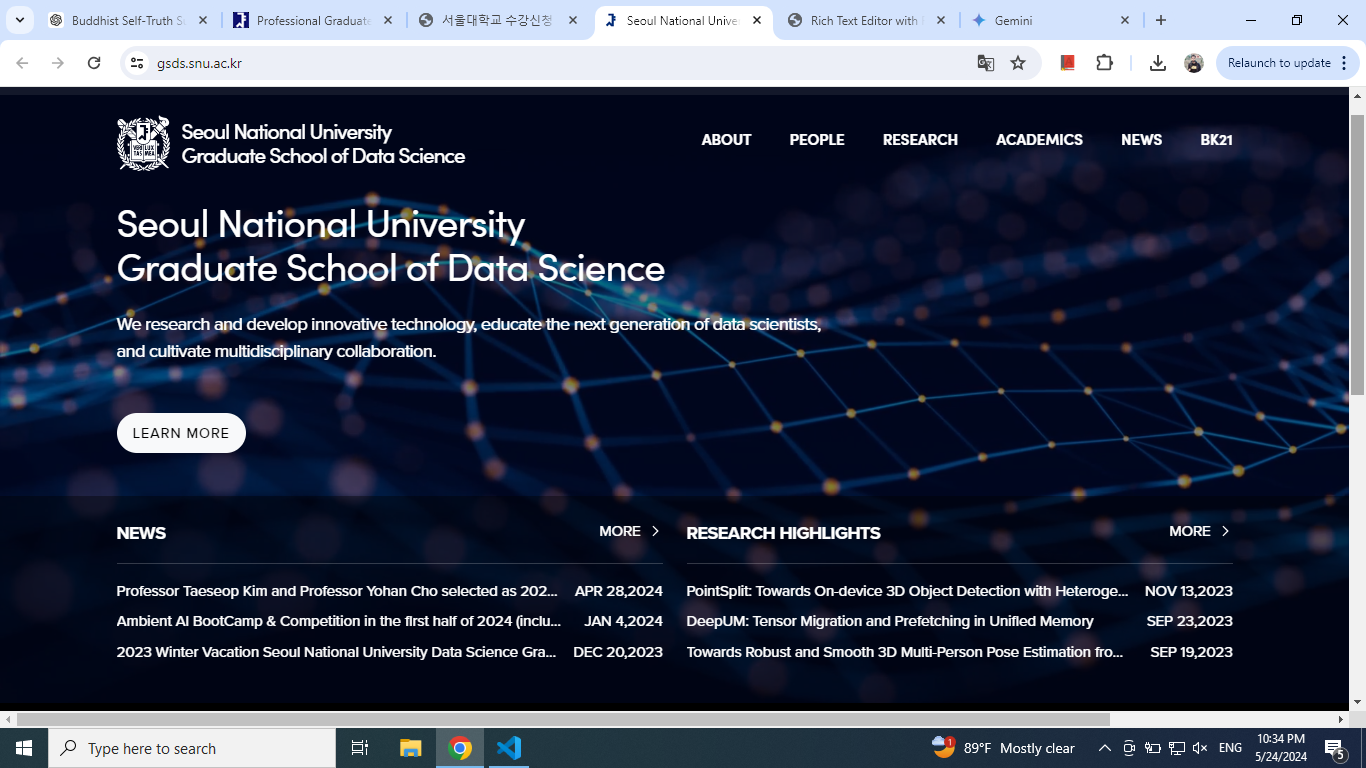 Buddhist Self-Truth Su
Professional Graduate
서울대학교 수강신청
Seoul National Univer
Rich Text Editor with
Gemini
gsds.snu.ac.kr
Relaunch to update
Seoul National University
Graduate School of Data Science
ABOUT PEOPLE RESEARCH ACADEMICS NEWS BK21
Seoul National University
Graduate School of Data Science
We research and develop innovative technology, educate the next generation of data scientists,
and cultivate multidisciplinary collaboration.
LEARN MORE
NEWS MORE
Professor Taeseop Kim and Professor Yohan Cho selected as 202... APR 28,2024
Ambient AI BootCamp & Competition in the first half of 2024 (inclu... JAN 4,2024
2023 Winter Vacation Seoul National University Data Science Gra... DEC 20,2023
RESEARCH HIGHLIGHTS MORE
PointSplit: Towards On-device 3D Object Detection with Heteroge... NOV 13,2023
DeepUM: Tensor Migration and Prefetching in Unified Memory SEP 23,2023
Towards Robust and Smooth 3D Multi-Person Pose Estimation fro... SEP 19,2023
Type here to search
1
89°F Mostly clear
ENG
10:34 PM
5/24/2024
5